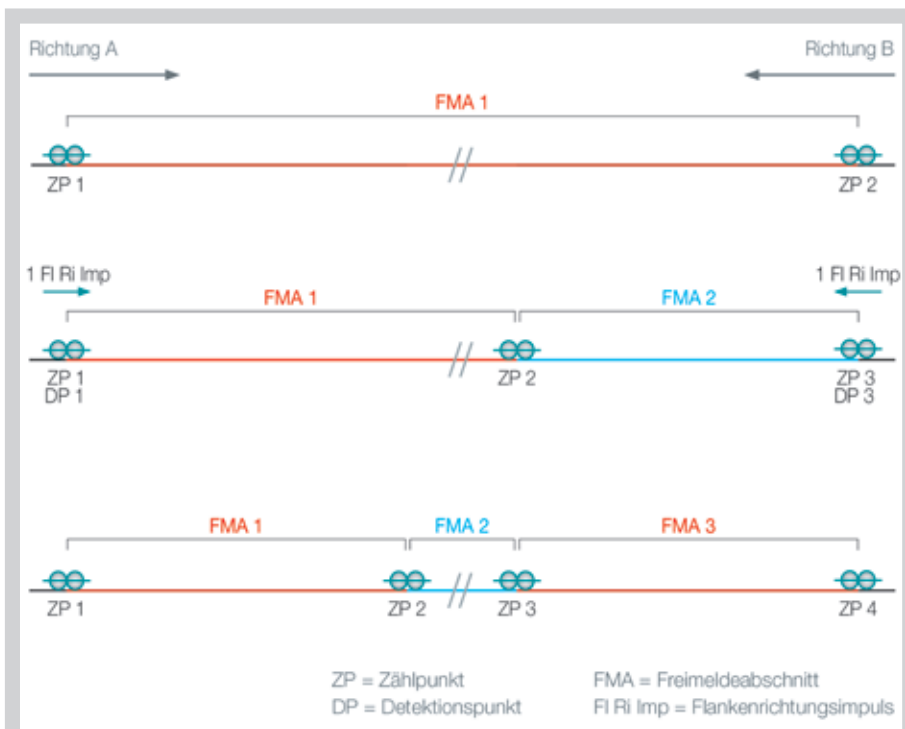 Richtung A
Richtung B
FMA 1
ZP 1
ZP 2
1 Fl Ri Imp
1 Fl Ri Imp
FMA 1
FMA 2
ZP 1
DP 1
ZP 2
ZP 3
DP 3
FMA 1
FMA 2
FMA 3
ZP 1
ZP 2
ZP 3
ZP 4
ZP = Zählpunkt
FMA = Freimeldeabschnitt
DP = Detektionspunkt
Fl Ri Imp = Flankenrichtungsimpuls